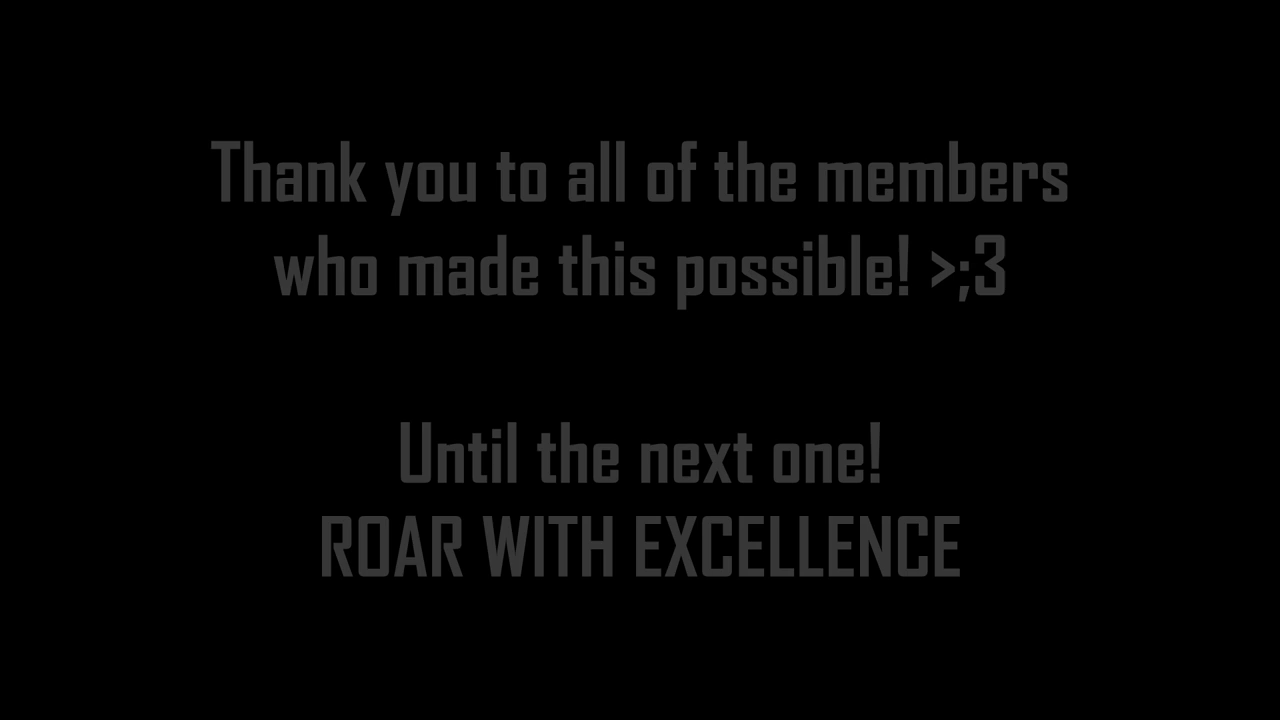 Thank you to all of the members
who made this possible! >;3
Until the next one!
ROAR WITH EXCELLENCE